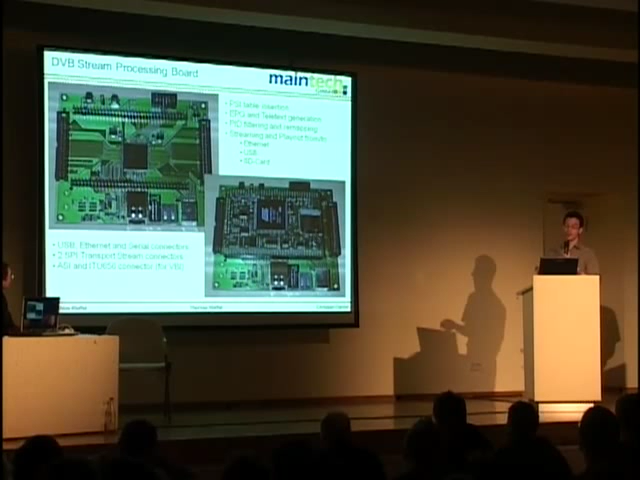 DVB Stream Processing Board
maintech
• PSI table insertion
• EPG and Teletext generation
• PID filtering and remapping
• Streaming and Playout from/to
• Ethernet
• USB
• SD-Card
• USB, Ethernet and Serial connectors
• 2 SPI Transport Stream connectors
• ASI and ITU656 connector (for VBI)